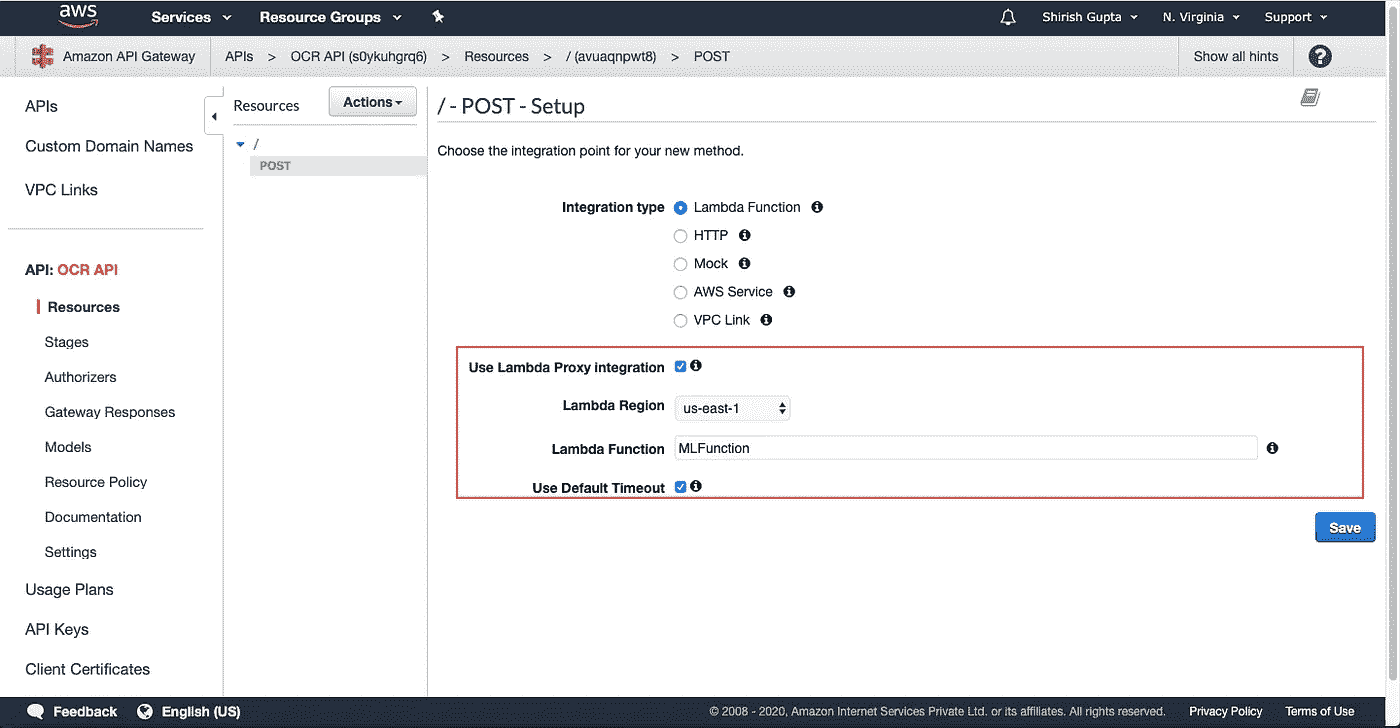 aws Services Resource Groups Shirish Gupta N. Virginia Support
Amazon API Gateway APIs > OCR API (s0ykuhgrq6) > Resources > / (avuaqnpwt8) > POST Show all hints ?
APIs
Custom Domain Names
VPC Links
API: OCR API
Resources
Stages
Authorizers
Gateway Responses
Models
Resource Policy
Documentation
Settings
Usage Plans
API Keys
Client Certificates
Resources Actions
/
POST
/ - POST - Setup
Choose the integration point for your new method.
Integration type Lambda Function
HTTP
Mock
AWS Service
VPC Link
Use Lambda Proxy integration
Lambda Region us-east-1
Lambda Function MLFunction
Use Default Timeout
Save
Feedback English (US) © 2008 - 2020, Amazon Internet Services Private Ltd. or its affiliates. All rights reserved. Privacy Policy Terms of Use